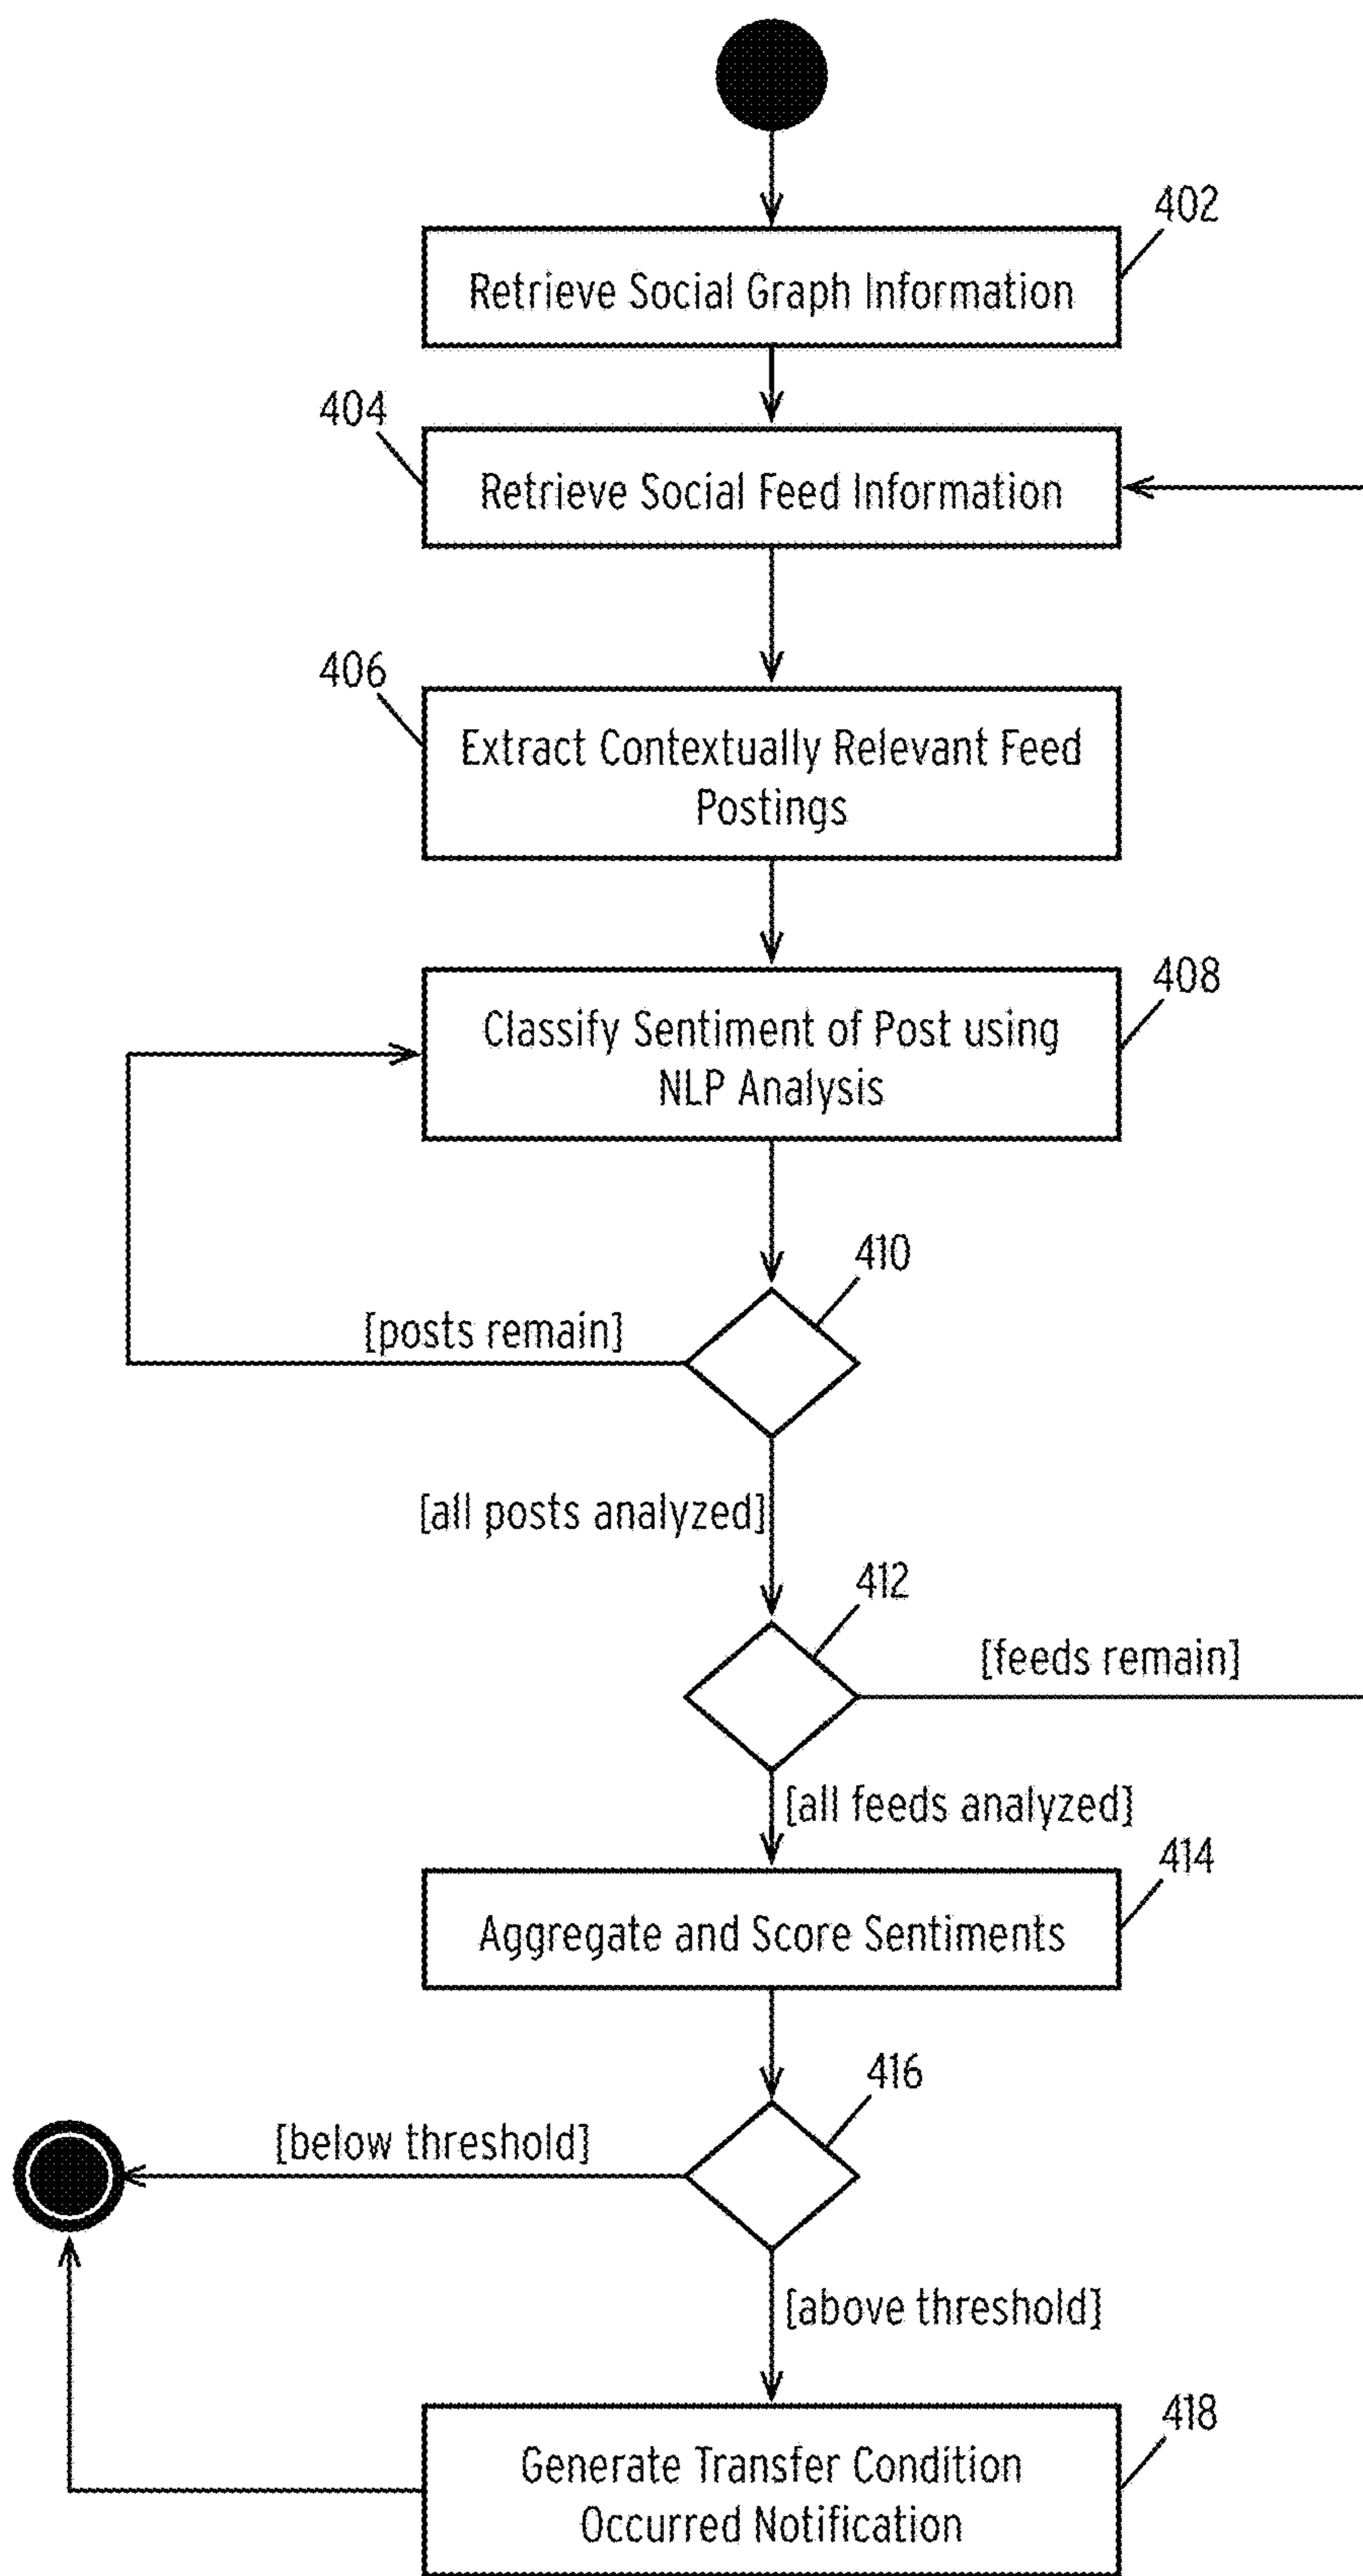 402
Retrieve Social Graph Information
404
Retrieve Social Feed Information
406
Extract Contextually Relevant Feed
Postings
408
Classify Sentiment of Post using
NLP Analysis
410
[posts remain]
[all posts analyzed]
412
[feeds remain]
[all feeds analyzed]
414
Aggregate and Score Sentiments
416
[below threshold]
[above threshold]
418
Generate Transfer Condition
Occurred Notification